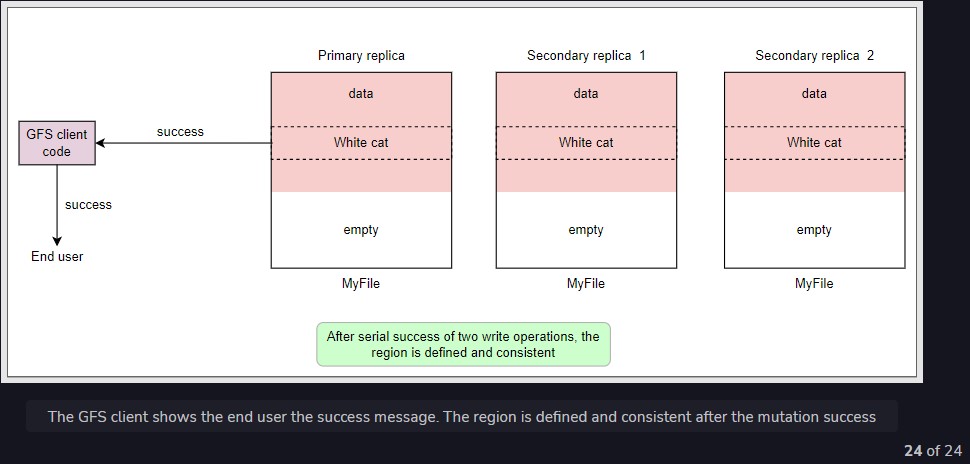 Primary replica
Secondary replica 1
Secondary replica 2
data
data
data
GFS client
code
success
White cat
White cat
White cat
success
empty
empty
empty
End user
MyFile
MyFile
MyFile
After serial success of two write operations, the
region is defined and consistent
The GFS client shows the end user the success message. The region is defined and consistent after the mutation success
24 of 24